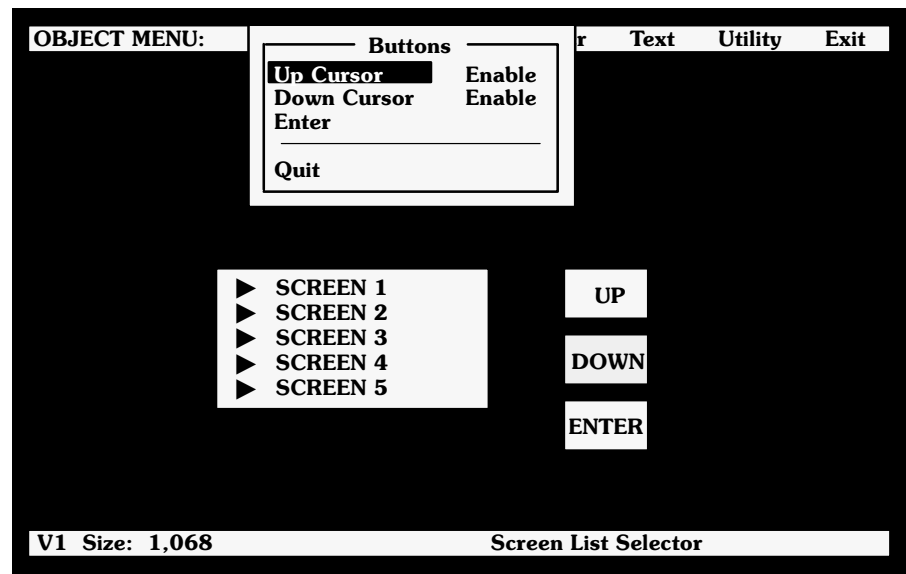 OBJECT MENU: r Text Utility Exit
Buttons
Up Cursor Enable
Down Cursor Enable
Enter
Quit
SCREEN 1
SCREEN 2
SCREEN 3
SCREEN 4
SCREEN 5
UP
DOWN
ENTER
V1 Size: 1,068 Screen List Selector